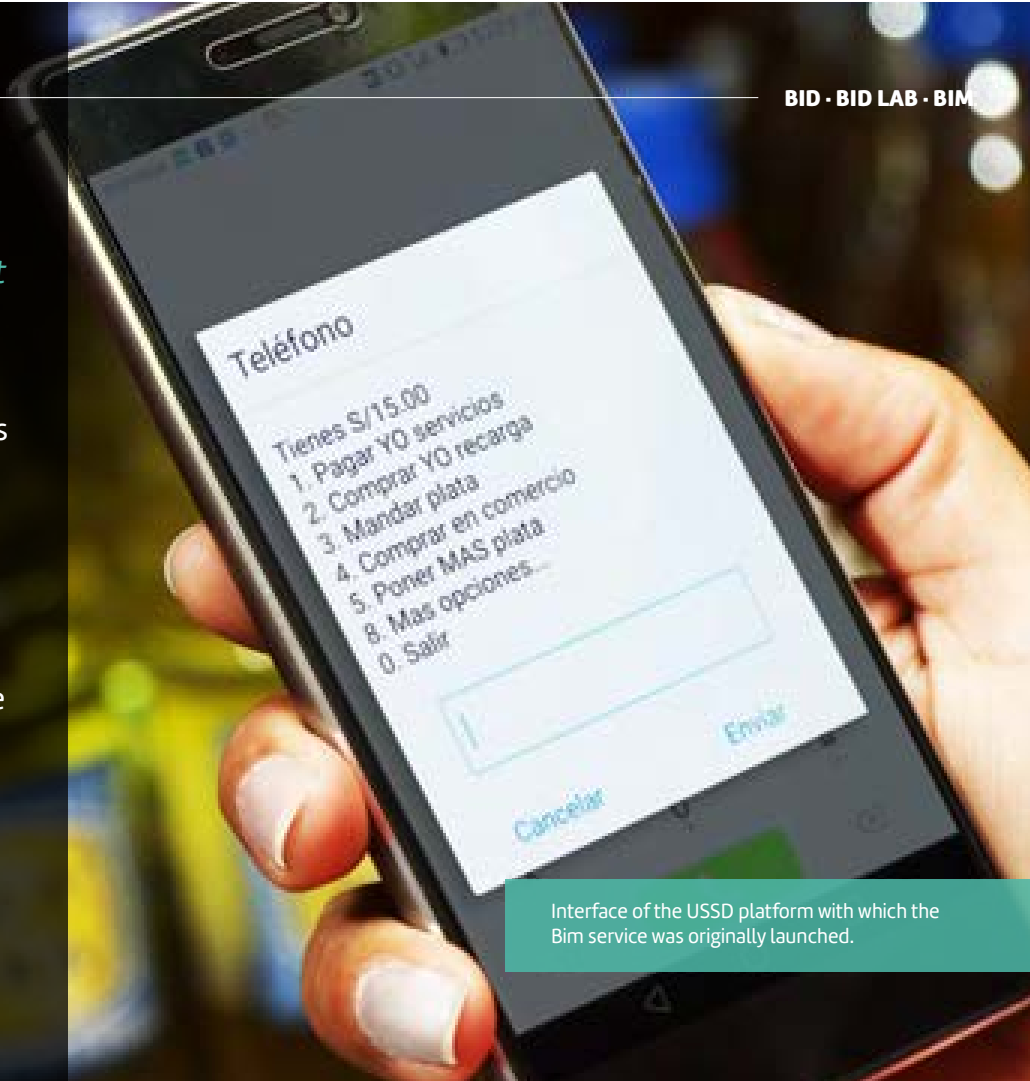 BID · BID LAB · BIM
Teléfono
Tienes S/15.00
1. Pagar YO servicios
2. Comprar YO recarga
3. Mandar plata
4. Comprar en comercio
5. Poner MAS plata
8. Mas opciones...
0. Salir
Cancelar
Enviar
Interface of the USSD platform with which the
Bim service was originally launched.